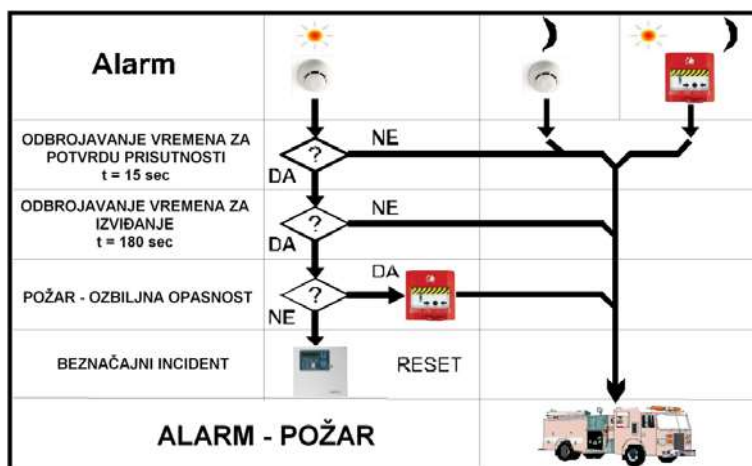 Alarm
ODBROJAVANJE VREMENA ZA
POTVRDU PRISUTNOSTI
t = 15 sec
?
NE
DA
ODBROJAVANJE VREMENA ZA
IZVIĐANJE
t = 180 sec
?
NE
DA
POŽAR - OZBILJNA OPASNOST
?
DA
NE
BEZNAČAJNI INCIDENT
RESET
ALARM - POŽAR